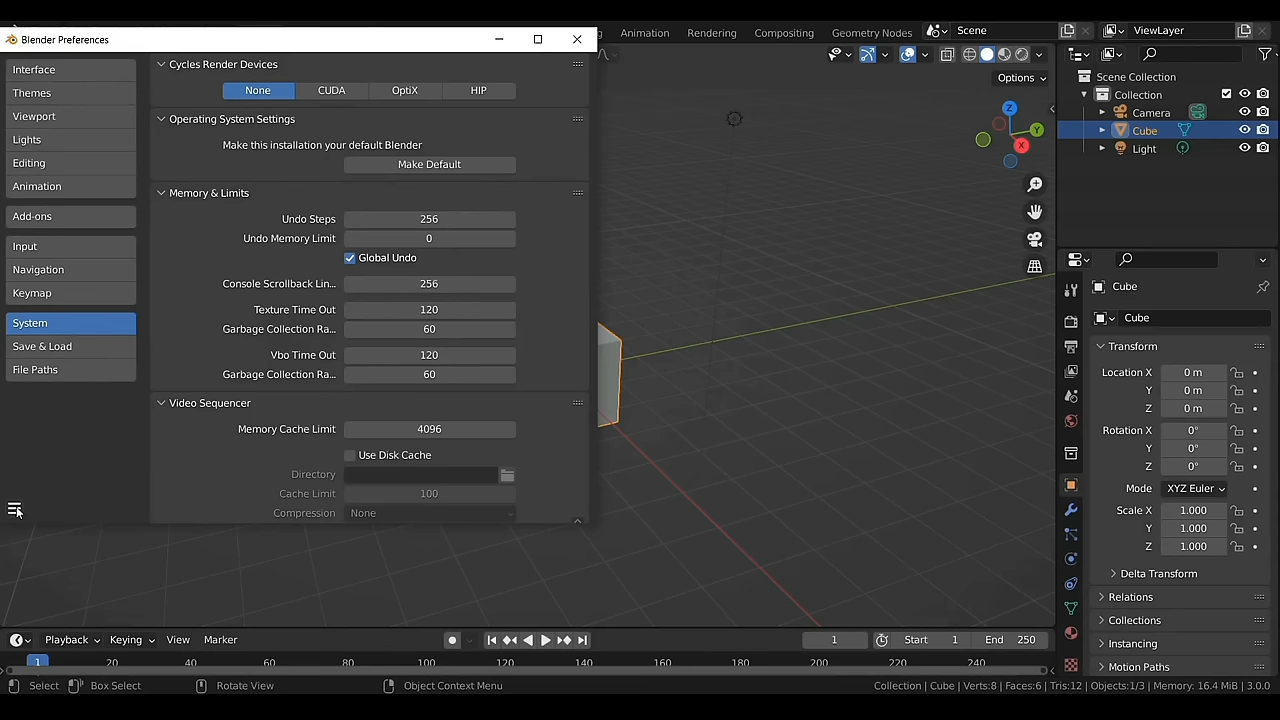 Blender Preferences
Animation Rendering Compositing Geometry Nodes Scene ViewLayer
Interface
Themes
Viewport
Lights
Editing
Animation
Add-ons
Input
Navigation
Keymap
System
Save & Load
File Paths
Cycles Render Devices
None CUDA OptiX HIP
Operating System Settings
Make this installation your default Blender
Make Default
Memory & Limits
Undo Steps 256
Undo Memory Limit 0
Global Undo
Console Scrollback Lin... 256
Texture Time Out 120
Garbage Collection Ra... 60
Vbo Time Out 120
Garbage Collection Ra... 60
Video Sequencer
Memory Cache Limit 4096
Use Disk Cache
Directory
Cache Limit 100
Compression None
Options
Z
Y
X
Scene Collection
Collection
Camera
Cube
Light
Cube
Cube
Transform
Location X 0 m
Y 0 m
Z 0 m
Rotation X 0°
Y 0°
Z 0°
Mode XYZ Euler
Scale X 1.000
Y 1.000
Z 1.000
Delta Transform
Relations
Collections
Instancing
Motion Paths
Playback Keying View Marker 1 Start 1 End 250
1 20 40 60 80 100 120 140 160 180 200 220 240
Select Box Select Rotate View Object Context Menu Collection | Cube | Verts:8 | Faces:6 | Tris:12 | Objects:1/3 | Memory: 16.4 MiB | 3.0.0